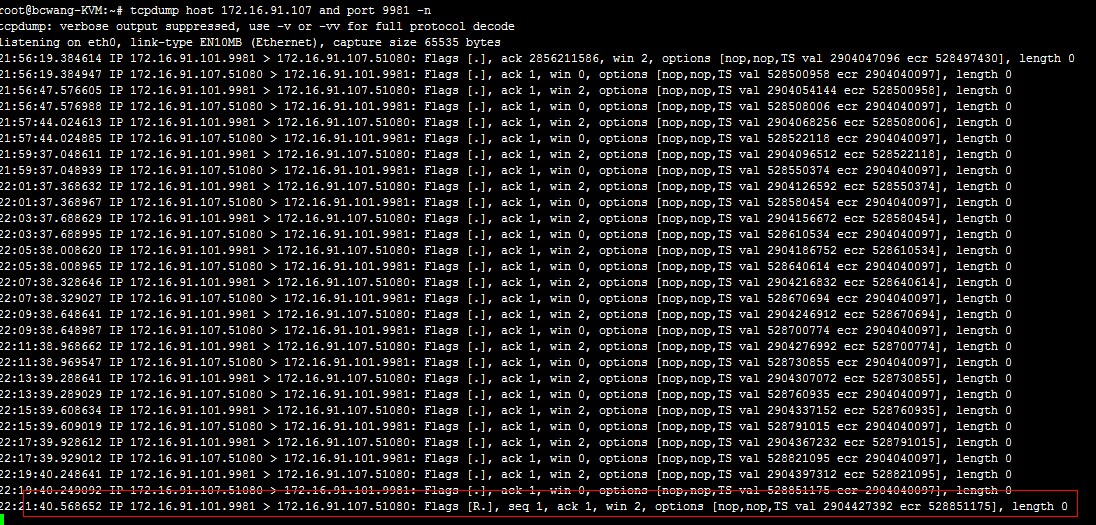 root@bcwang-KVM:~# tcpdump host 172.16.91.107 and port 9981 -n
tcpdump: verbose output suppressed, use -v or -vv for full protocol decode
listening on eth0, link-type EN10MB (Ethernet), capture size 65535 bytes
21:56:19.384614 IP 172.16.91.101.9981 > 172.16.91.107.51080: Flags [.], ack 2856211586, win 2, options [nop,nop,TS val 2904047096 ecr 528497430], length 0
21:56:19.384947 IP 172.16.91.107.51080 > 172.16.91.101.9981: Flags [.], ack 1, win 0, options [nop,nop,TS val 528500958 ecr 2904040097], length 0
21:56:47.576605 IP 172.16.91.101.9981 > 172.16.91.107.51080: Flags [.], ack 1, win 2, options [nop,nop,TS val 2904054144 ecr 528500958], length 0
21:56:47.576988 IP 172.16.91.107.51080 > 172.16.91.101.9981: Flags [.], ack 1, win 0, options [nop,nop,TS val 528508006 ecr 2904040097], length 0
21:57:44.024613 IP 172.16.91.101.9981 > 172.16.91.107.51080: Flags [.], ack 1, win 2, options [nop,nop,TS val 2904068256 ecr 528508006], length 0
21:57:44.024885 IP 172.16.91.107.51080 > 172.16.91.101.9981: Flags [.], ack 1, win 0, options [nop,nop,TS val 528522118 ecr 2904040097], length 0
21:59:37.048611 IP 172.16.91.101.9981 > 172.16.91.107.51080: Flags [.], ack 1, win 2, options [nop,nop,TS val 2904096512 ecr 528522118], length 0
21:59:37.048939 IP 172.16.91.107.51080 > 172.16.91.101.9981: Flags [.], ack 1, win 0, options [nop,nop,TS val 528550374 ecr 2904040097], length 0
22:01:37.368632 IP 172.16.91.101.9981 > 172.16.91.107.51080: Flags [.], ack 1, win 2, options [nop,nop,TS val 2904126592 ecr 528550374], length 0
22:01:37.368967 IP 172.16.91.107.51080 > 172.16.91.101.9981: Flags [.], ack 1, win 0, options [nop,nop,TS val 528580454 ecr 2904040097], length 0
22:03:37.688629 IP 172.16.91.101.9981 > 172.16.91.107.51080: Flags [.], ack 1, win 2, options [nop,nop,TS val 2904156672 ecr 528580454], length 0
22:03:37.688995 IP 172.16.91.107.51080 > 172.16.91.101.9981: Flags [.], ack 1, win 0, options [nop,nop,TS val 528610534 ecr 2904040097], length 0
22:05:38.008620 IP 172.16.91.101.9981 > 172.16.91.107.51080: Flags [.], ack 1, win 2, options [nop,nop,TS val 2904186752 ecr 528610534], length 0
22:05:38.008965 IP 172.16.91.107.51080 > 172.16.91.101.9981: Flags [.], ack 1, win 0, options [nop,nop,TS val 528640614 ecr 2904040097], length 0
22:07:38.328646 IP 172.16.91.101.9981 > 172.16.91.107.51080: Flags [.], ack 1, win 2, options [nop,nop,TS val 2904216832 ecr 528640614], length 0
22:07:38.329027 IP 172.16.91.107.51080 > 172.16.91.101.9981: Flags [.], ack 1, win 0, options [nop,nop,TS val 528670694 ecr 2904040097], length 0
22:09:38.648641 IP 172.16.91.101.9981 > 172.16.91.107.51080: Flags [.], ack 1, win 2, options [nop,nop,TS val 2904246912 ecr 528670694], length 0
22:09:38.648987 IP 172.16.91.107.51080 > 172.16.91.101.9981: Flags [.], ack 1, win 0, options [nop,nop,TS val 528700774 ecr 2904040097], length 0
22:11:38.968662 IP 172.16.91.101.9981 > 172.16.91.107.51080: Flags [.], ack 1, win 2, options [nop,nop,TS val 2904276992 ecr 528700774], length 0
22:11:38.969547 IP 172.16.91.107.51080 > 172.16.91.101.9981: Flags [.], ack 1, win 0, options [nop,nop,TS val 528730855 ecr 2904040097], length 0
22:13:39.288641 IP 172.16.91.101.9981 > 172.16.91.107.51080: Flags [.], ack 1, win 2, options [nop,nop,TS val 2904307072 ecr 528730855], length 0
22:13:39.289029 IP 172.16.91.107.51080 > 172.16.91.101.9981: Flags [.], ack 1, win 0, options [nop,nop,TS val 528760935 ecr 2904040097], length 0
22:15:39.608634 IP 172.16.91.101.9981 > 172.16.91.107.51080: Flags [.], ack 1, win 2, options [nop,nop,TS val 2904337152 ecr 528760935], length 0
22:15:39.609019 IP 172.16.91.107.51080 > 172.16.91.101.9981: Flags [.], ack 1, win 0, options [nop,nop,TS val 528791015 ecr 2904040097], length 0
22:17:39.928612 IP 172.16.91.101.9981 > 172.16.91.107.51080: Flags [.], ack 1, win 2, options [nop,nop,TS val 2904367232 ecr 528791015], length 0
22:17:39.929012 IP 172.16.91.107.51080 > 172.16.91.101.9981: Flags [.], ack 1, win 0, options [nop,nop,TS val 528821095 ecr 2904040097], length 0
22:19:40.248641 IP 172.16.91.101.9981 > 172.16.91.107.51080: Flags [.], ack 1, win 2, options [nop,nop,TS val 2904397312 ecr 528821095], length 0
22:19:40.249092 IP 172.16.91.107.51080 > 172.16.91.101.9981: Flags [.], ack 1, win 0, options [nop,nop,TS val 528851175 ecr 2904040097], length 0
22:21:40.568652 IP 172.16.91.101.9981 > 172.16.91.107.51080: Flags [R.], seq 1, ack 1, win 2, options [nop,nop,TS val 2904427392 ecr 528851175], length 0